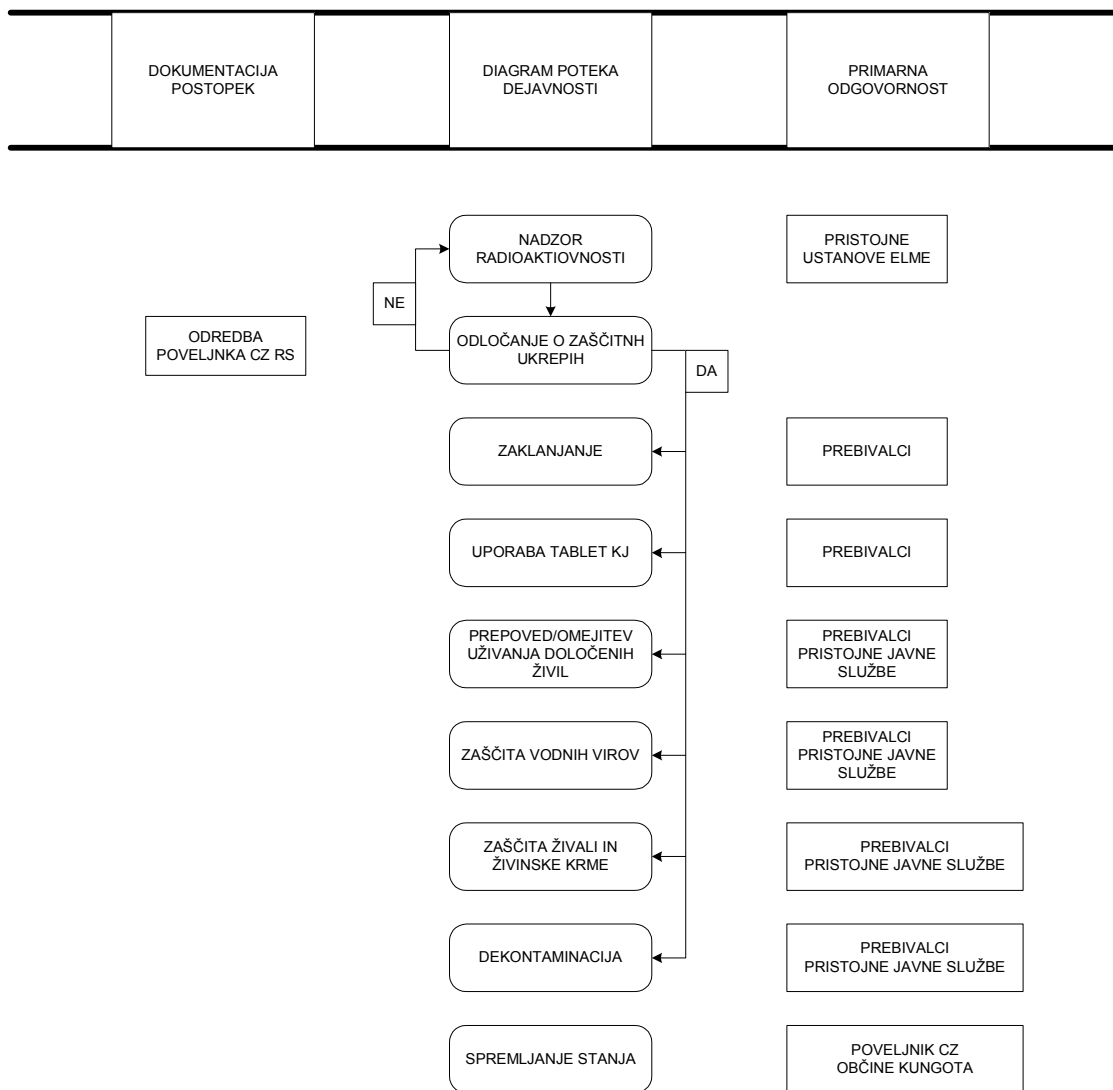 DOKUMENTACIJA
POSTOPEK
DIAGRAM POTEKA
DEJAVNOSTI
PRIMARNA
ODGOVORNOST
NADZOR
RADIOAKTIOVNOSTI
PRISTOJNE
USTANOVE ELME
NE
ODREDBA
POVELJNKA CZ RS
ODLOČANJE O ZAŠČITNH
UKREPIH
DA
ZAKLANJANJE
PREBIVALCI
UPORABA TABLET KJ
PREBIVALCI
PREPOVED/OMEJITEV
UŽIVANJA DOLOČENIH
ŽIVIL
PREBIVALCI
PRISTOJNE JAVNE
SLUŽBE
ZAŠČITA VODNIH VIROV
PREBIVALCI
PRISTOJNE JAVNE
SLUŽBE
ZAŠČITA ŽIVALI IN
ŽIVINSKE KRME
PREBIVALCI
PRISTOJNE JAVNE SLUŽBE
DEKONTAMINACIJA
PREBIVALCI
PRISTOJNE JAVNE SLUŽBE
SPREMLJANJE STANJA
POVELJNIK CZ
OBČINE KUNGOTA